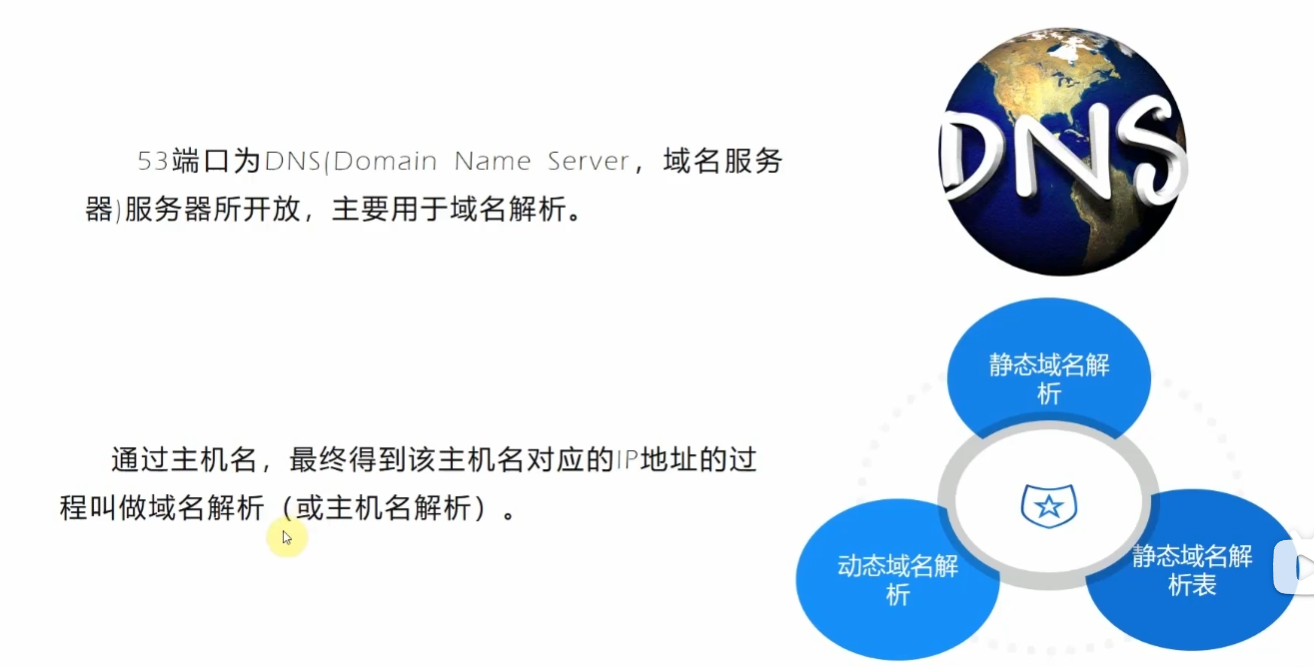 DNS
53端口为DNS(Domain Name Server，域名服务
器)服务器所开放，主要用于域名解析。
通过主机名，最终得到该主机名对应的IP地址的过
程叫做域名解析（或主机名解析）。
静态域名解
析
动态域名解
析
静态域名解
析表